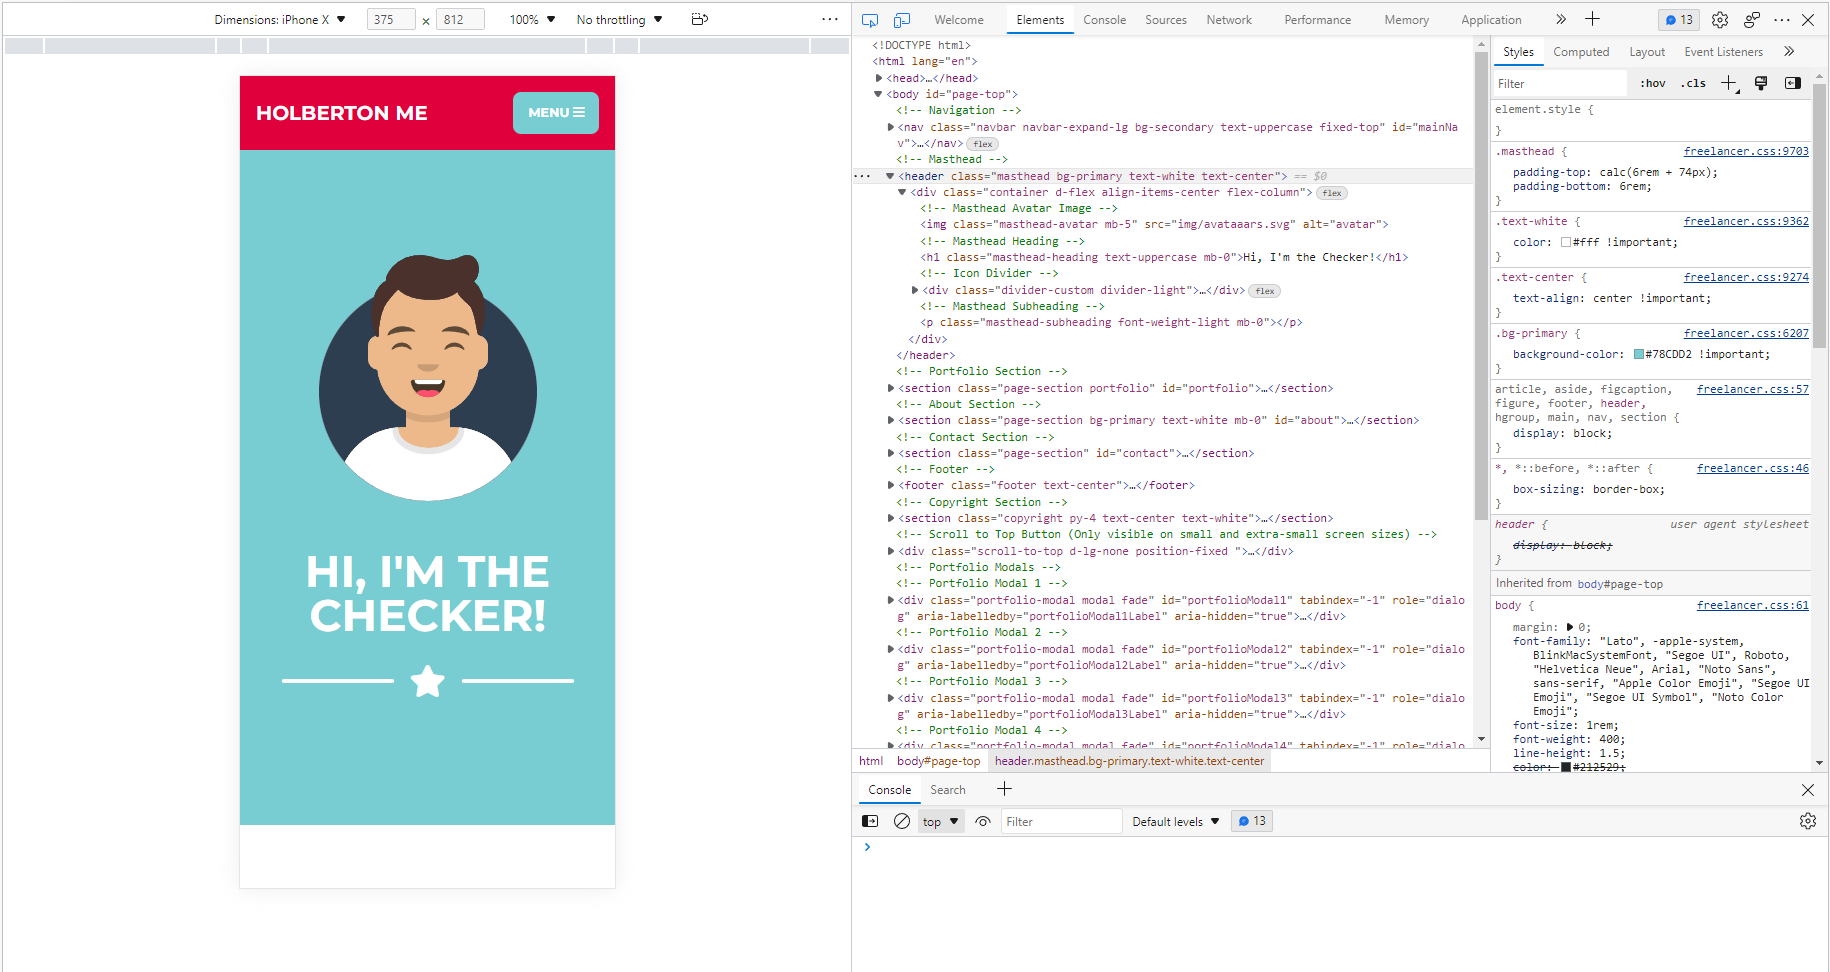 Dimensions: iPhone X ▼ 375 × 812 100% ▼ No throttling ▼
HOLBERTON ME
MENU
HI, I'M THE
CHECKER!
Welcome Elements Console Sources Network Performance Memory Application 13
<!DOCTYPE html>
<html lang="en">
<head>…</head>
<body id="page-top">
<!-- Navigation -->
<nav class="navbar navbar-expand-lg bg-secondary text-uppercase fixed-top" id="mainNa
v">…</nav> flex
<!-- Masthead -->
<header class="masthead bg-primary text-white text-center"> == $0
<div class="container d-flex align-items-center flex-column"> flex
<!-- Masthead Avatar Image -->
<img class="masthead-avatar mb-5" src="img/avataaars.svg" alt="avatar">
<!-- Masthead Heading -->
<h1 class="masthead-heading text-uppercase mb-0">Hi, I'm the Checker!</h1>
<!-- Icon Divider -->
<div class="divider-custom divider-light">…</div> flex
<!-- Masthead Subheading -->
<p class="masthead-subheading font-weight-light mb-0"></p>
</div>
</header>
<!-- Portfolio Section -->
<section class="page-section portfolio" id="portfolio">…</section>
<!-- About Section -->
<section class="page-section bg-primary text-white mb-0" id="about">…</section>
<!-- Contact Section -->
<section class="page-section" id="contact">…</section>
<!-- Footer -->
<footer class="footer text-center">…</footer>
<!-- Copyright Section -->
<section class="copyright py-4 text-center text-white">…</section>
<!-- Scroll to Top Button (Only visible on small and extra-small screen sizes) -->
<div class="scroll-to-top d-lg-none position-fixed ">…</div>
<!-- Portfolio Modals -->
<!-- Portfolio Modal 1 -->
<div class="portfolio-modal modal fade" id="portfolioModal1" tabindex="-1" role="dialo
g" aria-labelledby="portfolioModal1Label" aria-hidden="true">…</div>
<!-- Portfolio Modal 2 -->
<div class="portfolio-modal modal fade" id="portfolioModal2" tabindex="-1" role="dialo
g" aria-labelledby="portfolioModal2Label" aria-hidden="true">…</div>
<!-- Portfolio Modal 3 -->
<div class="portfolio-modal modal fade" id="portfolioModal3" tabindex="-1" role="dialo
g" aria-labelledby="portfolioModal3Label" aria-hidden="true">…</div>
<!-- Portfolio Modal 4 -->
<div class="portfolio-modal modal fade" id="portfolioModal4" tabindex="-1" role="dialo
html body#page-top header.masthead.bg-primary.text-white.text-center
Styles Computed Layout Event Listeners
Filter :hov .cls
element.style {
}
.masthead { freelancer.css:9703
padding-top: calc(6rem + 74px);
padding-bottom: 6rem;
}
.text-white { freelancer.css:9362
color: #fff !important;
}
.text-center { freelancer.css:9274
text-align: center !important;
}
.bg-primary { freelancer.css:6207
background-color: #78CDD2 !important;
}
article, aside, figcaption, freelancer.css:57
figure, footer, header,
hgroup, main, nav, section {
display: block;
}
*, *::before, *::after { freelancer.css:46
box-sizing: border-box;
}
header { user agent stylesheet
display: block;
}
Inherited from body#page-top
body { freelancer.css:61
margin: 0;
font-family: "Lato", -apple-system,
BlinkMacSystemFont, "Segoe UI", Roboto,
"Helvetica Neue", Arial, "Noto Sans",
sans-serif, "Apple Color Emoji", "Segoe UI
Emoji", "Segoe UI Symbol", "Noto Color
Emoji";
font-size: 1rem;
font-weight: 400;
line-height: 1.5;
color: #212529;
Console Search
top ▼ Filter Default levels ▼ 13